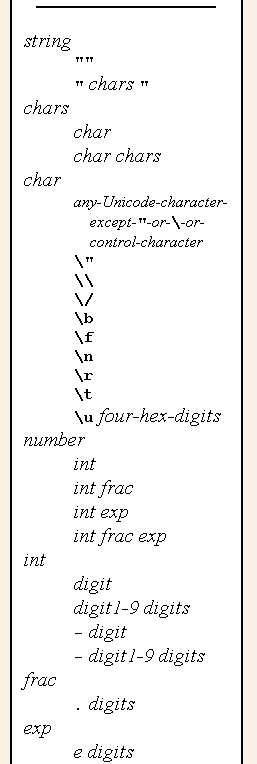 string
""
" chars "
chars
char
char chars
char
any-Unicode-character-
except-"-or-\-or-
control-character
\"
\\
\/
\b
\f
\n
\r
\t
\u four-hex-digits
number
int
int frac
int exp
int frac exp
int
digit
digit1-9 digits
- digit
- digit1-9 digits
frac
. digits
exp
e digits